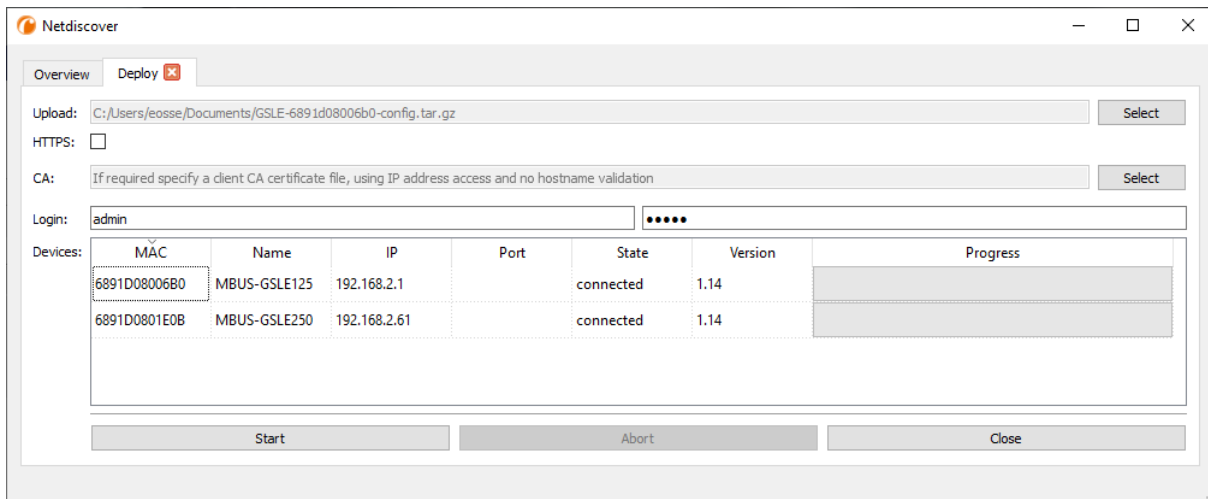 Netdiscover
Overview Deploy
Upload: C:/Users/eosse/Documents/GSLE-6891d08006b0-config.tar.gz Select
HTTPS:
CA: If required specify a client CA certificate file, using IP address access and no hostname validation Select
Login: admin •••••
Devices: MAC Name IP Port State Version Progress
6891D08006B0 MBUS-GSLE125 192.168.2.1 connected 1.14
6891D0801E0B MBUS-GSLE250 192.168.2.61 connected 1.14
Start Abort Close